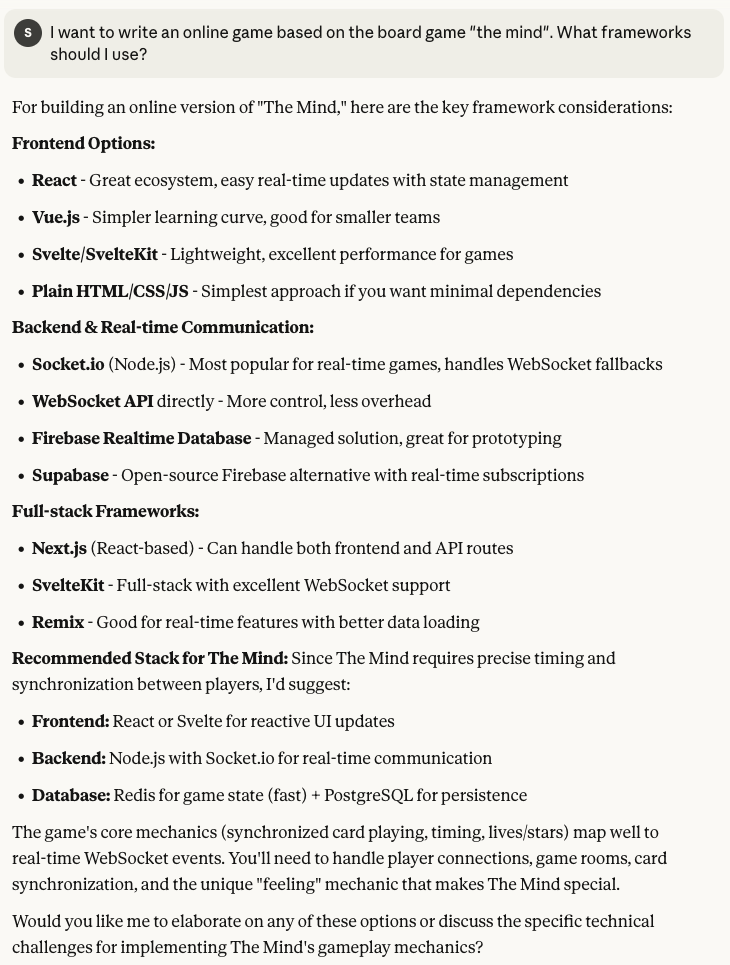 S
I want to write an online game based on the board game "the mind". What frameworks
should I use?
For building an online version of "The Mind," here are the key framework considerations:
Frontend Options:
• React - Great ecosystem, easy real-time updates with state management
• Vue.js - Simpler learning curve, good for smaller teams
• Svelte/SvelteKit - Lightweight, excellent performance for games
• Plain HTML/CSS/JS - Simplest approach if you want minimal dependencies
Backend & Real-time Communication:
• Socket.io (Node.js) - Most popular for real-time games, handles WebSocket fallbacks
• WebSocket API directly - More control, less overhead
• Firebase Realtime Database - Managed solution, great for prototyping
• Supabase - Open-source Firebase alternative with real-time subscriptions
Full-stack Frameworks:
• Next.js (React-based) - Can handle both frontend and API routes
• SvelteKit - Full-stack with excellent WebSocket support
• Remix - Good for real-time features with better data loading
Recommended Stack for The Mind: Since The Mind requires precise timing and
synchronization between players, I'd suggest:
• Frontend: React or Svelte for reactive UI updates
• Backend: Node.js with Socket.io for real-time communication
• Database: Redis for game state (fast) + PostgreSQL for persistence
The game's core mechanics (synchronized card playing, timing, lives/stars) map well to
real-time WebSocket events. You'll need to handle player connections, game rooms, card
synchronization, and the unique "feeling" mechanic that makes The Mind special.
Would you like me to elaborate on any of these options or discuss the specific technical
challenges for implementing The Mind's gameplay mechanics?